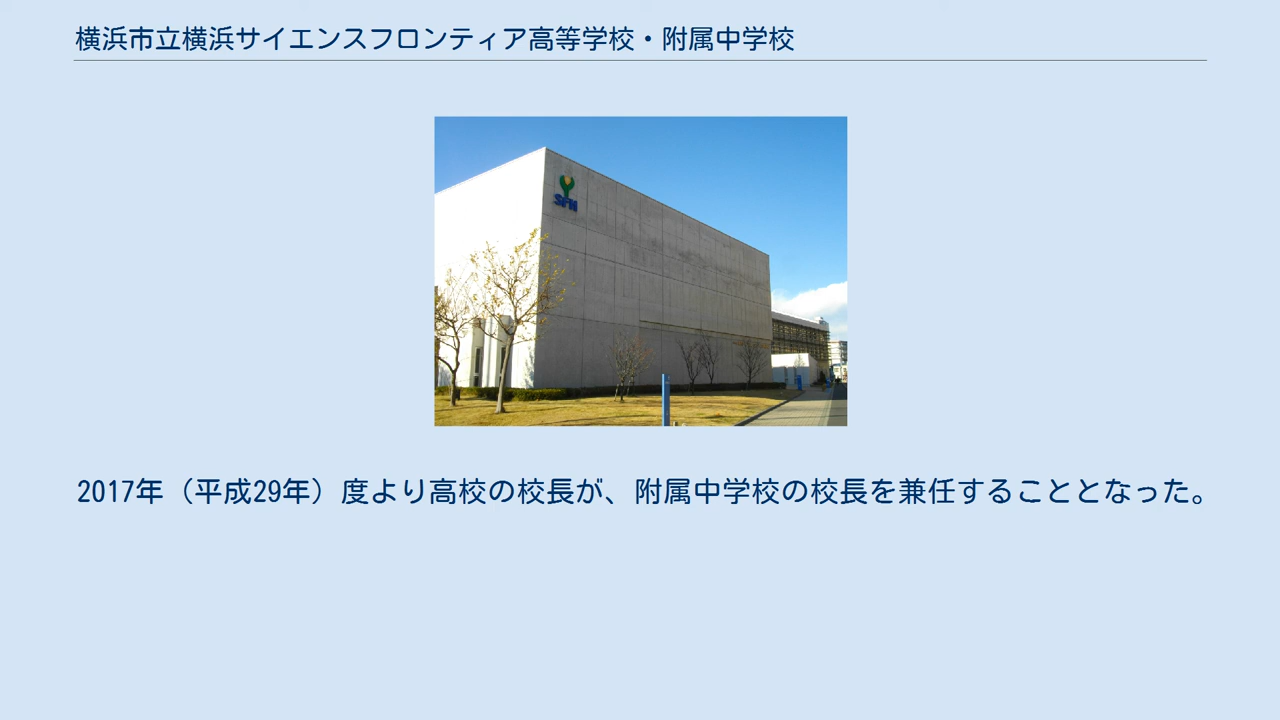 横浜市立横浜サイエンスフロンティア高等学校・附属中学校
SFH
2017年（平成29年）度より高校の校長が、附属中学校の校長を兼任することとなった。